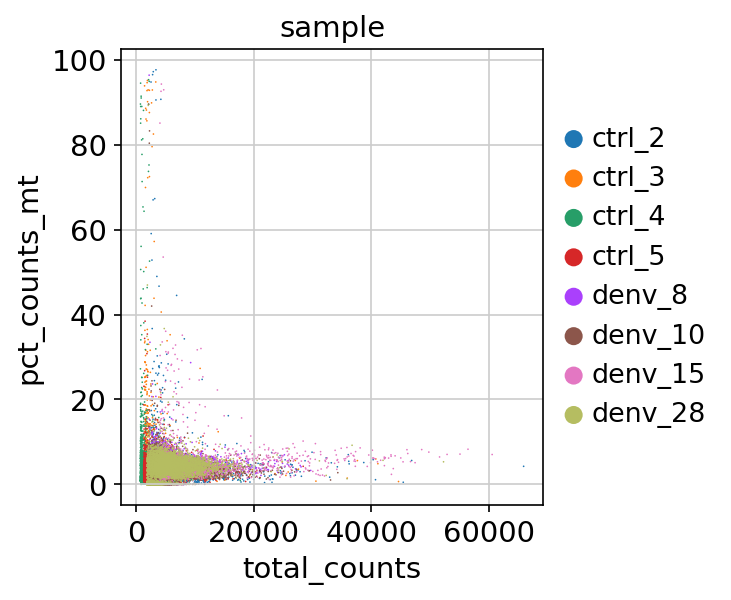 sample
pct_counts_mt
100
80
60
40
20
0
0 20000 40000 60000
total_counts
ctrl_2
ctrl_3
ctrl_4
ctrl_5
denv_8
denv_10
denv_15
denv_28